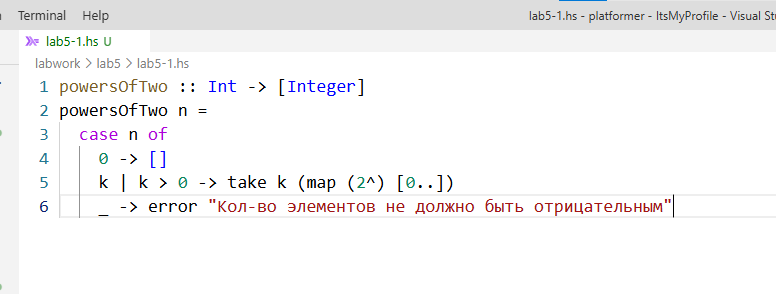 Terminal Help
lab5-1.hs - platformer - ItsMyProfile - Visual Stu
lab5-1.hs U
labwork > lab5 > lab5-1.hs
1 powersOfTwo :: Int -> [Integer]
2 powersOfTwo n =
3 case n of
4 0 -> []
5 k | k > 0 -> take k (map (2^) [0..])
6 _ -> error "Кол-во элементов не должно быть отрицательным"